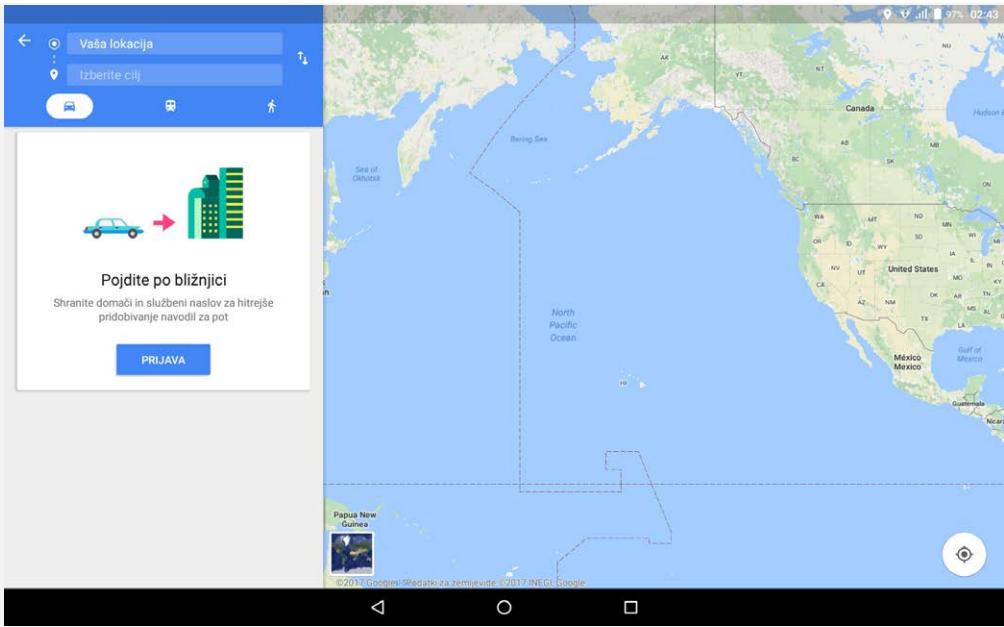 97% 02:43
Vaša lokacija
Izberite cilj
Pojdite po bližnjici
Shranite domači in službeni naslov za hitrejše
pridobivanje navodil za pot
PRIJAVA
AK
YT
NT
NU
Canada
Hudson
Bering Sea
Sea of
Okhotsk
BC
AB
SK
MB
ON
WA
MT
ND
MN
OR
ID
WY
SD
WI
MI
IA
IL
IN
NV
UT
United States
MO
KY
CA
AZ
NM
OK
AR
TN
TX
MS
AL
LA
North
Pacific
Ocean
México
Mexico
Gulf of
Mexico
HI
Guatemala
Nicar
Papua New
Guinea
©2017 Google, Podatki za zemljevide ©2017 INEGI, Google